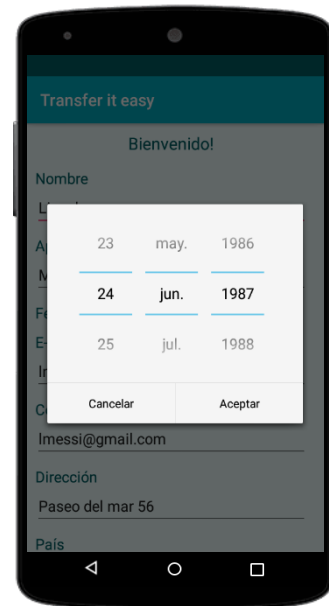 Transfer it easy
Bienvenido!
Nombre
23 may. 1986
24 jun. 1987
25 jul. 1988
Cancelar Aceptar
lmessi@gmail.com
Dirección
Paseo del mar 56
País